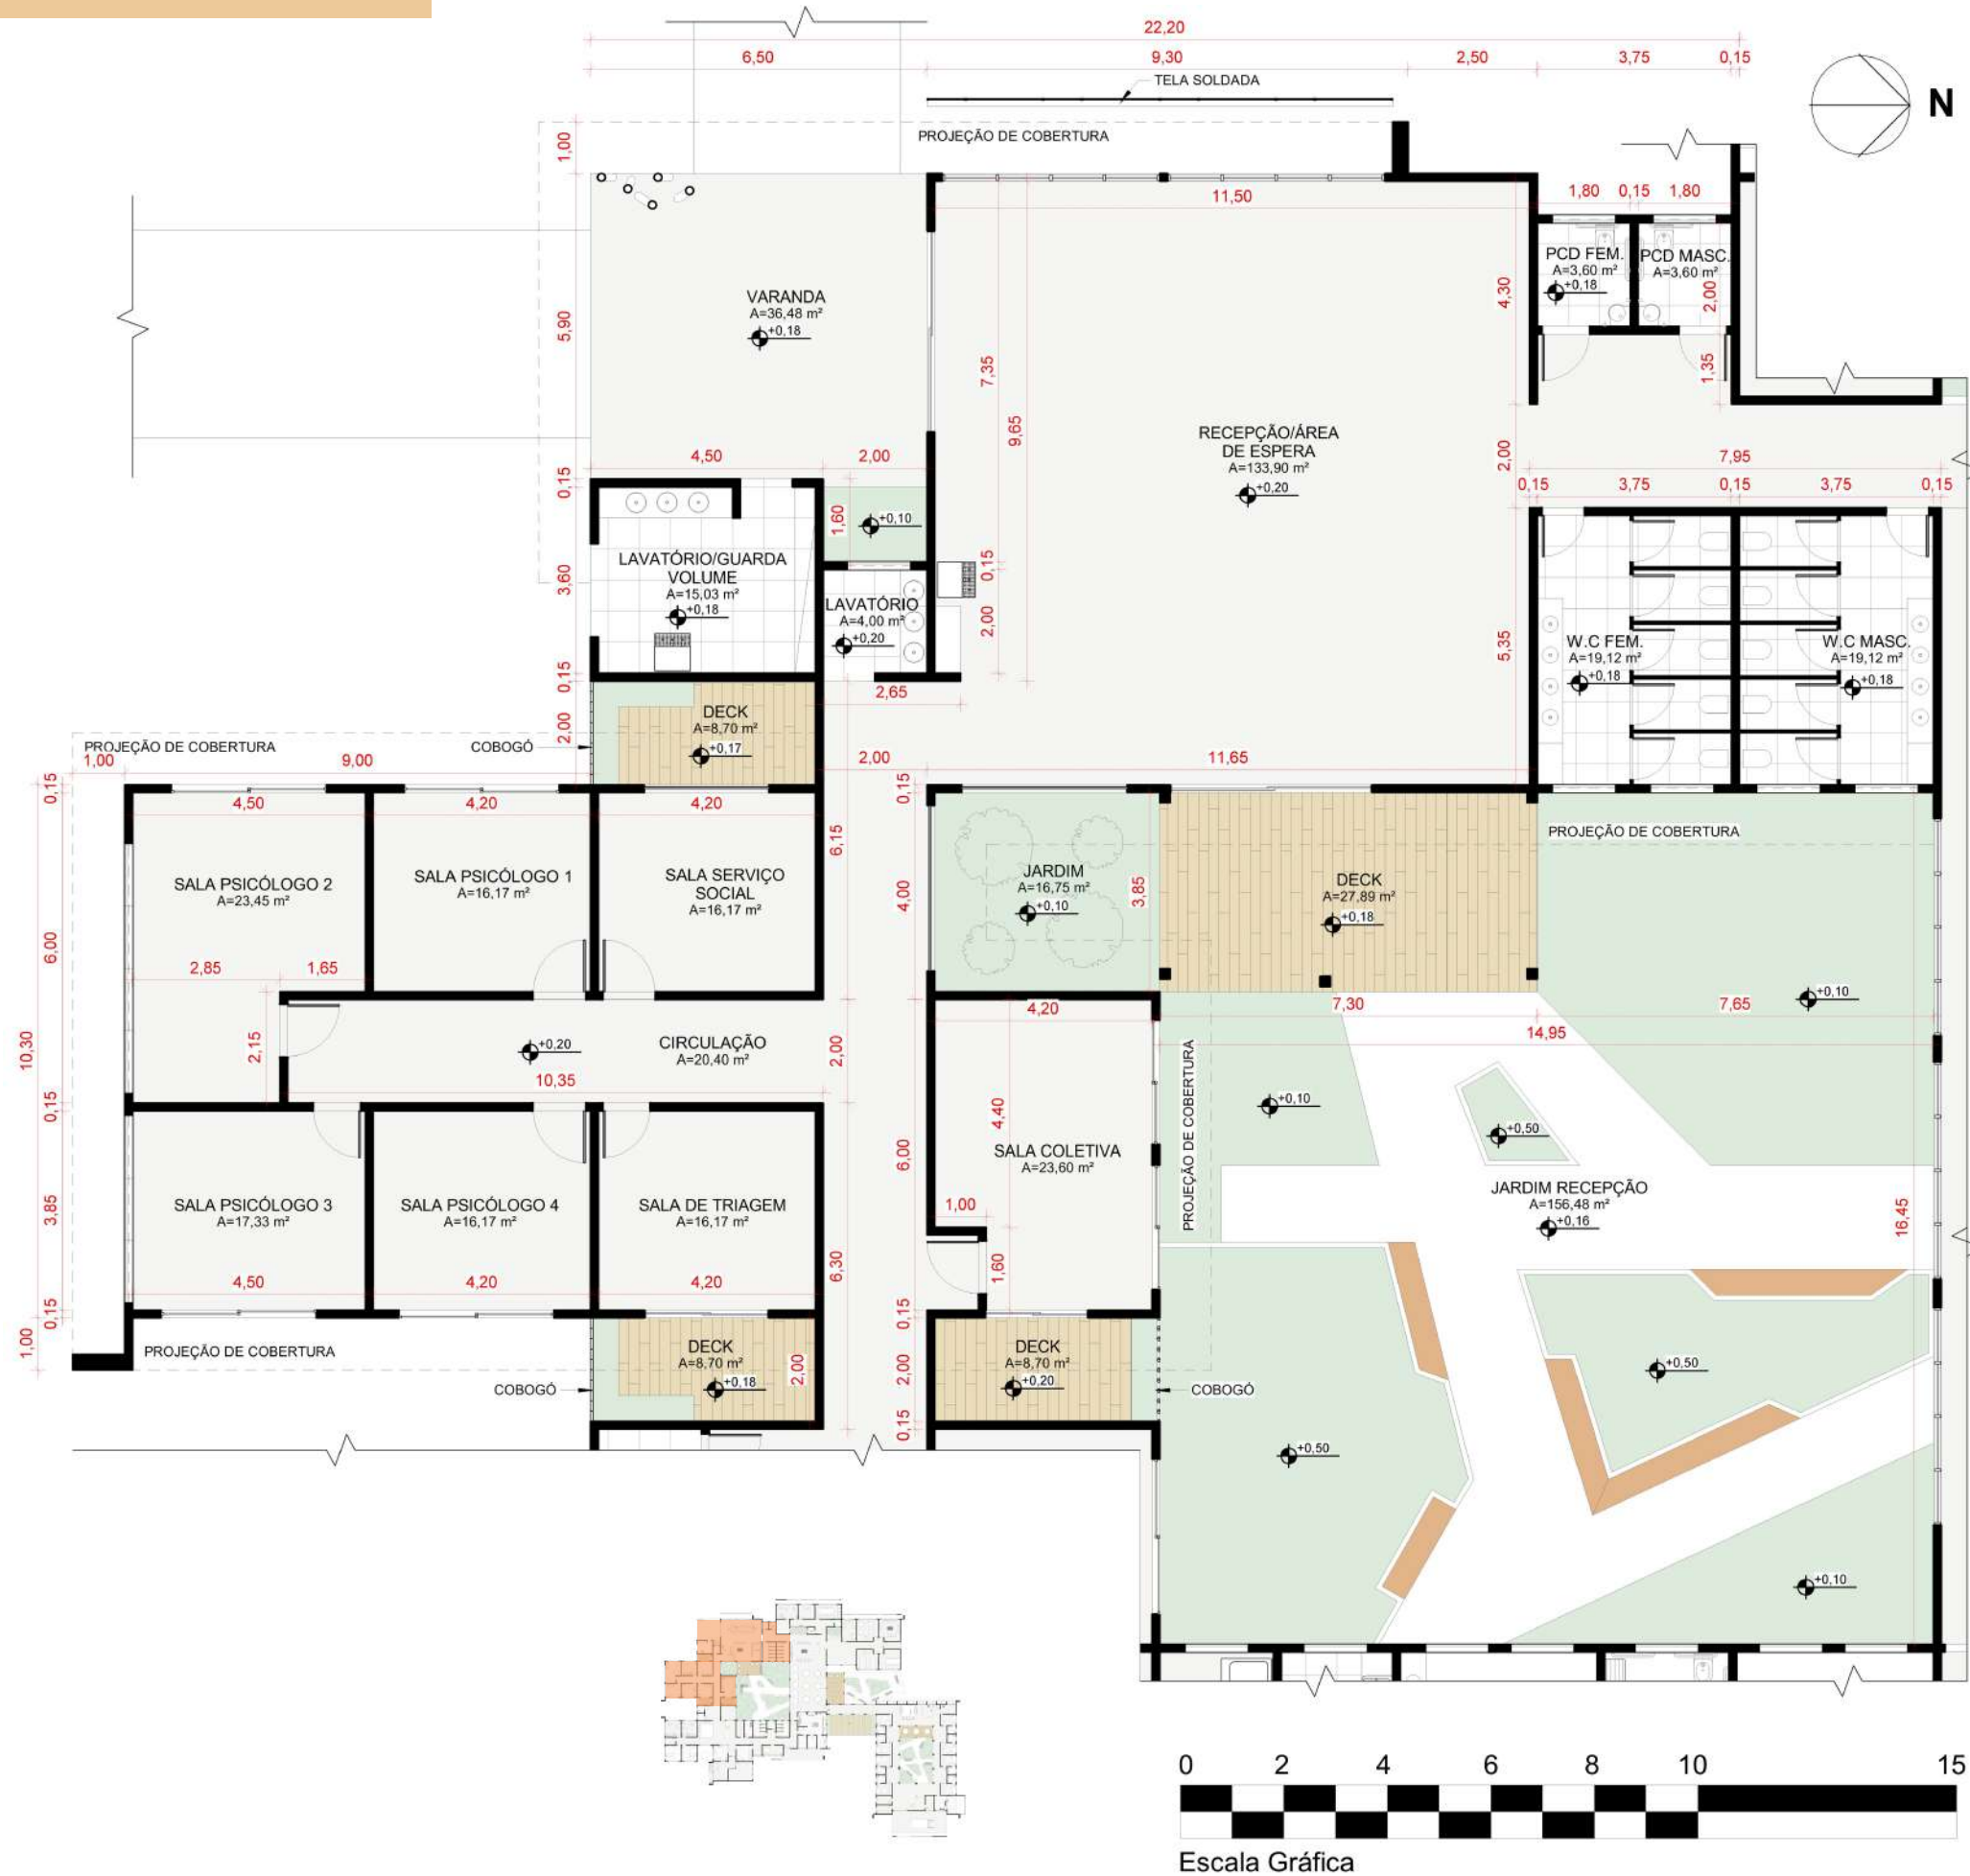 22,20
6,50 9,30 2,50 3,75 0,15
TELA SOLDADA
N
PROJEÇÃO DE COBERTURA
1,00
11,50
1,80 0,15 1,80
PCD FEM.
A=3,60 m²
+0,18
PCD MASC.
A=3,60 m²
2,00
4,30
5,90
VARANDA
A=36,48 m²
+0,18
7,35
9,65
1,35
RECEPÇÃO/ÁREA
DE ESPERA
A=133,90 m²
+0,20
2,00
4,50 2,00
7,95
0,15 3,75 0,15 3,75 0,15
0,15
1,60
+0,10
LAVATÓRIO/GUARDA
VOLUME
A=15,03 m²
+0,18
3,60
0,15
LAVATÓRIO
A=4,00 m²
+0,20
2,00
5,35
W.C FEM.
A=19,12 m²
+0,18
W.C MASC.
A=19,12 m²
+0,18
0,15
2,65
2,00
DECK
A=8,70 m²
+0,17
PROJEÇÃO DE COBERTURA
COBOGÓ
1,00 9,00 2,00 11,65
0,15
0,15
4,50 4,20 4,20
6,15
PROJEÇÃO DE COBERTURA
SALA PSICÓLOGO 2
A=23,45 m²
SALA PSICÓLOGO 1
A=16,17 m²
SALA SERVIÇO
SOCIAL
A=16,17 m²
4,00
JARDIM
A=16,75 m²
+0,10
3,85
DECK
A=27,89 m²
+0,18
6,00
2,85 1,65
4,20
7,30 7,65
+0,10
14,95
10,30
2,15
+0,20
CIRCULAÇÃO
A=20,40 m²
2,00
10,35
0,15
PROJEÇÃO DE COBERTURA
+0,10
4,40
+0,50
6,00
SALA COLETIVA
A=23,60 m²
3,85
SALA PSICÓLOGO 3
A=17,33 m²
SALA PSICÓLOGO 4
A=16,17 m²
SALA DE TRIAGEM
A=16,17 m²
JARDIM RECEPÇÃO
A=156,48 m²
+0,16
16,45
1,00
1,60
6,30
4,50 4,20 4,20
0,15
0,15
1,00
PROJEÇÃO DE COBERTURA
DECK
A=8,70 m²
+0,18
2,00
2,00
DECK
A=8,70 m²
+0,20
+0,50
COBOGÓ
COBOGÓ
0,15
+0,50
+0,10
0 2 4 6 8 10 15
Escala Gráfica